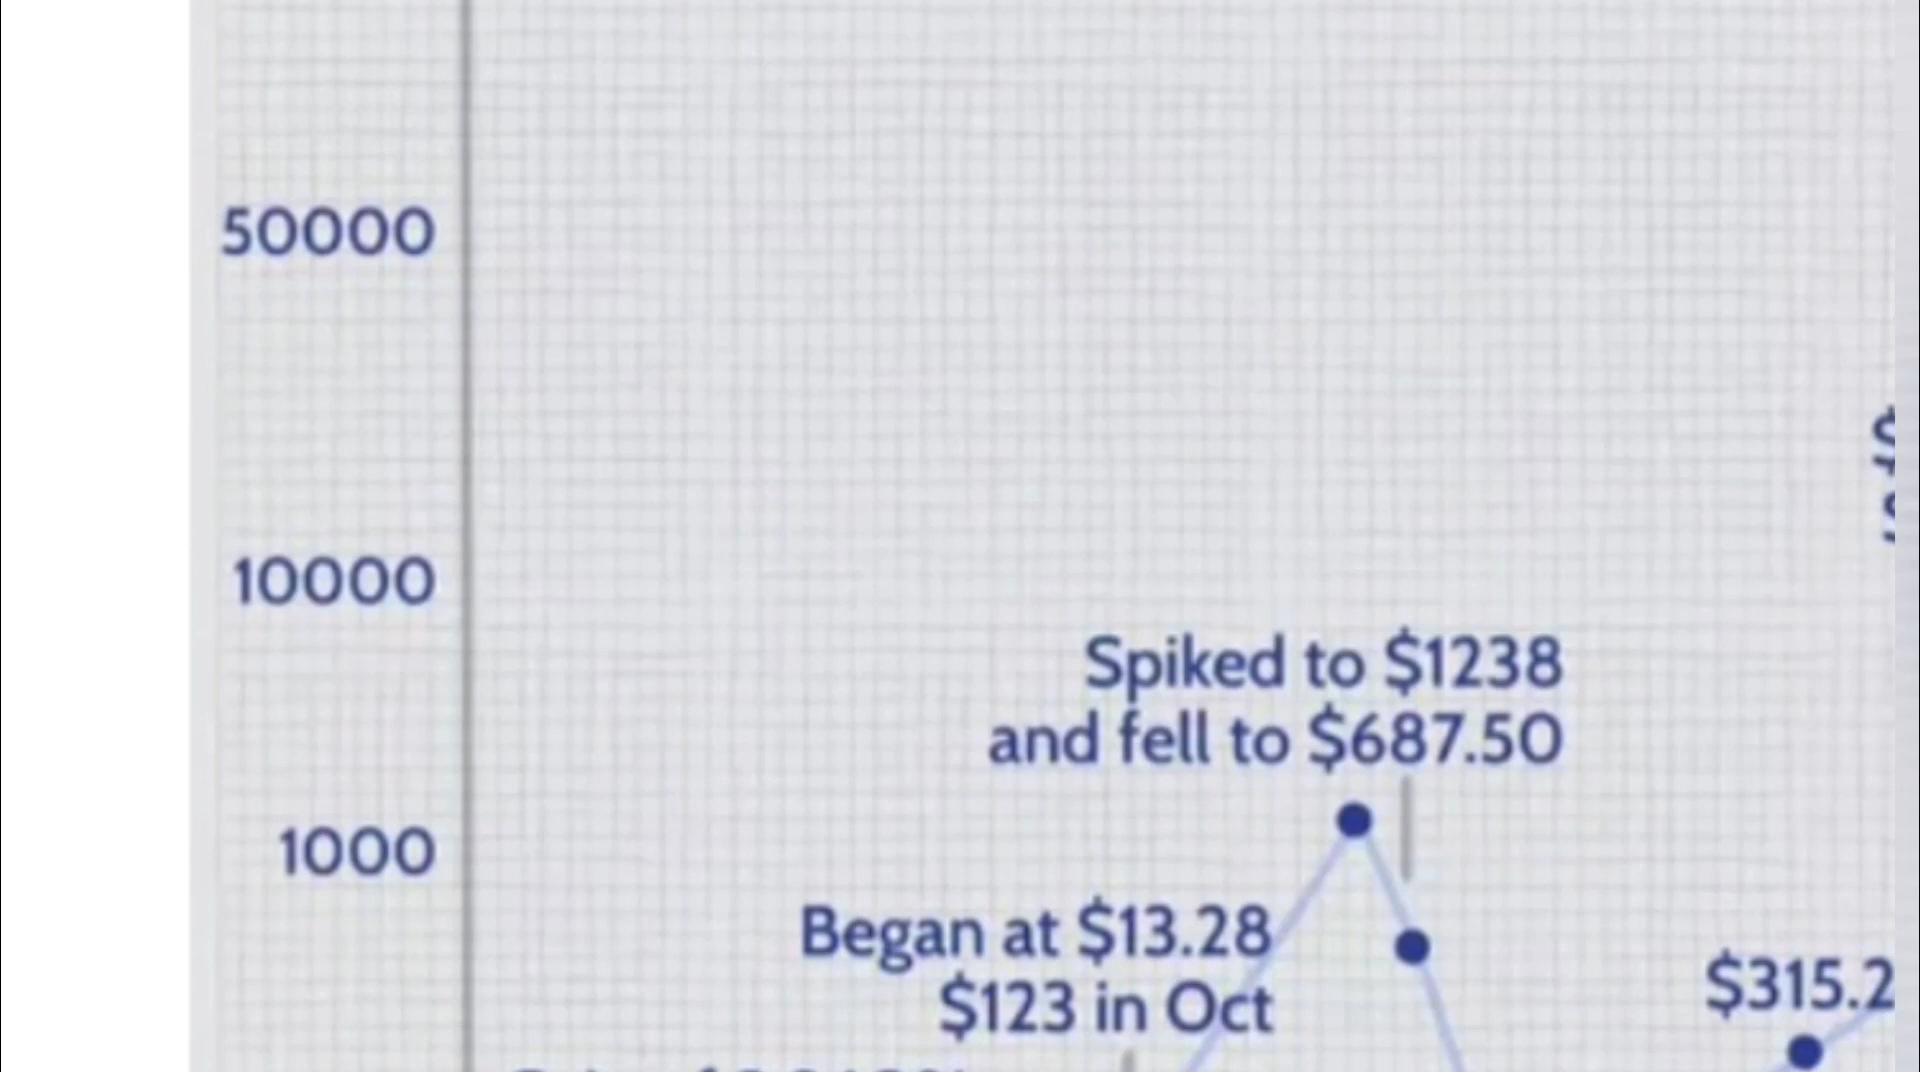 50000
10000
Spiked to $1238
and fell to $687.50
1000
Began at $13.28
$315.2
$123 in Oct